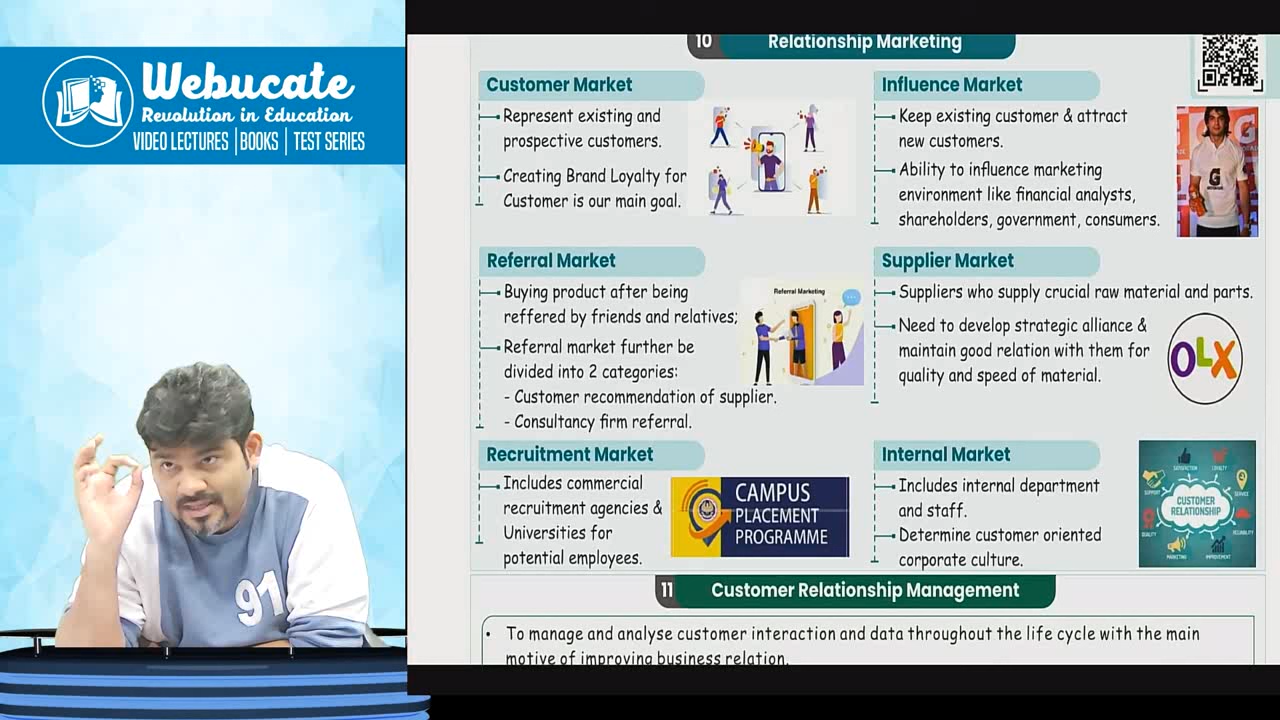 Webucate
Revolution in Education
VIDEO LECTURES | BOOKS | TEST SERIES
91
10 Relationship Marketing
Customer Market
Represent existing and
prospective customers.
Creating Brand Loyalty for
Customer is our main goal.
Influence Market
Keep existing customer & attract
new customers.
Ability to influence marketing
environment like financial analysts,
shareholders, government, consumers.
G
Referral Market
Buying product after being
reffered by friends and relatives;
Referral market further be
divided into 2 categories:
- Customer recommendation of supplier.
- Consultancy firm referral.
Referral Marketing
Supplier Market
Suppliers who supply crucial raw material and parts.
Need to develop strategic alliance &
maintain good relation with them for
quality and speed of material.
OLX
Recruitment Market
Includes commercial
recruitment agencies &
Universities for
potential employees.
CAMPUS
PLACEMENT
PROGRAMME
Internal Market
Includes internal department
and staff.
Determine customer oriented
corporate culture.
SATISFACTION
LOYALTY
SUPPORT
SERVICE
CUSTOMER
RELATIONSHIP
QUALITY
RELIABILITY
MARKETING
IMPROVEMENT
11 Customer Relationship Management
• To manage and analyse customer interaction and data throughout the life cycle with the main
motive of improving business relation.